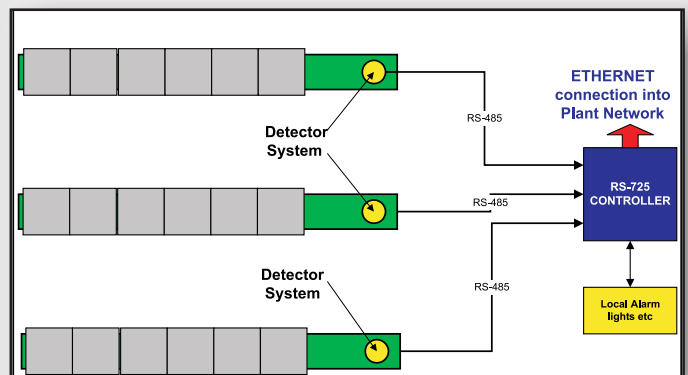 ETHERNET
connection into
Plant Network
RS-485
Detector
System
RS-725
CONTROLLER
RS-485
Detector
System
RS-485
Local Alarm
lights etc